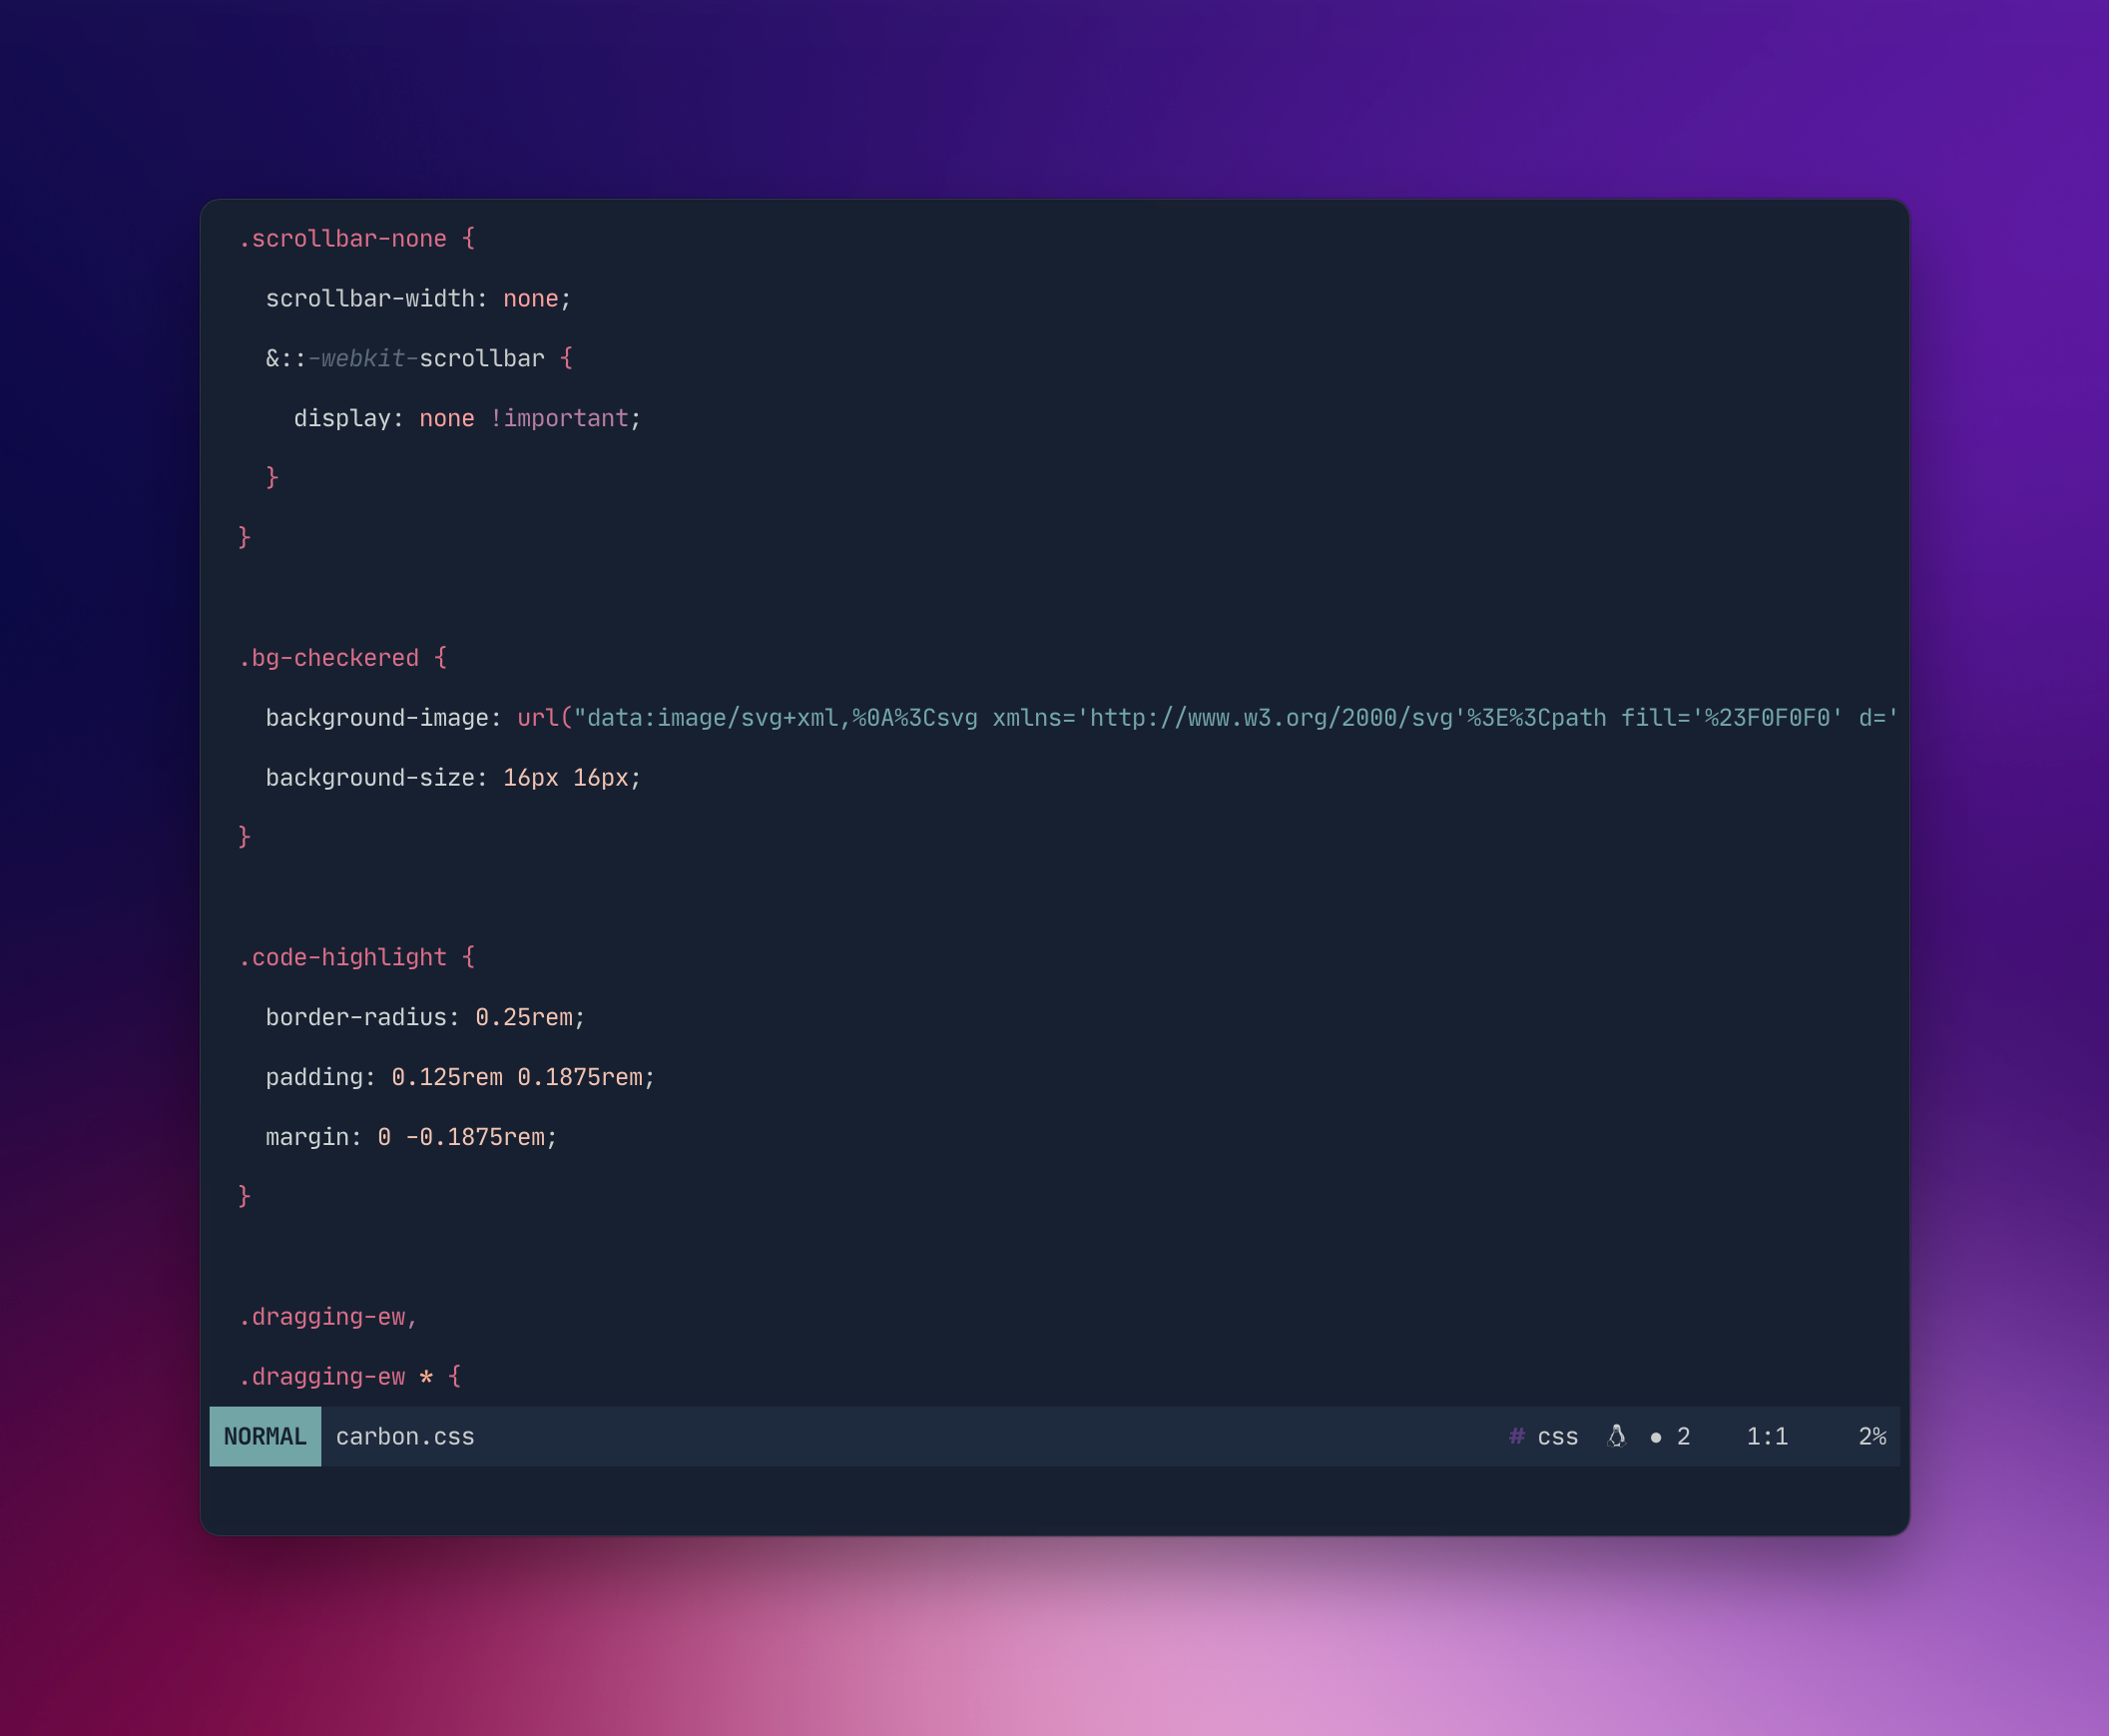 .scrollbar-none {
  scrollbar-width: none;
  &::-webkit-scrollbar {
    display: none !important;
  }
}

.bg-checkered {
  background-image: url("data:image/svg+xml,%0A%3Csvg xmlns='http://www.w3.org/2000/svg'%3E%3Cpath fill='%23F0F0F0' d='
  background-size: 16px 16px;
}

.code-highlight {
  border-radius: 0.25rem;
  padding: 0.125rem 0.1875rem;
  margin: 0 -0.1875rem;
}

.dragging-ew,
.dragging-ew * {
NORMAL carbon.css # css • 2 1:1 2%